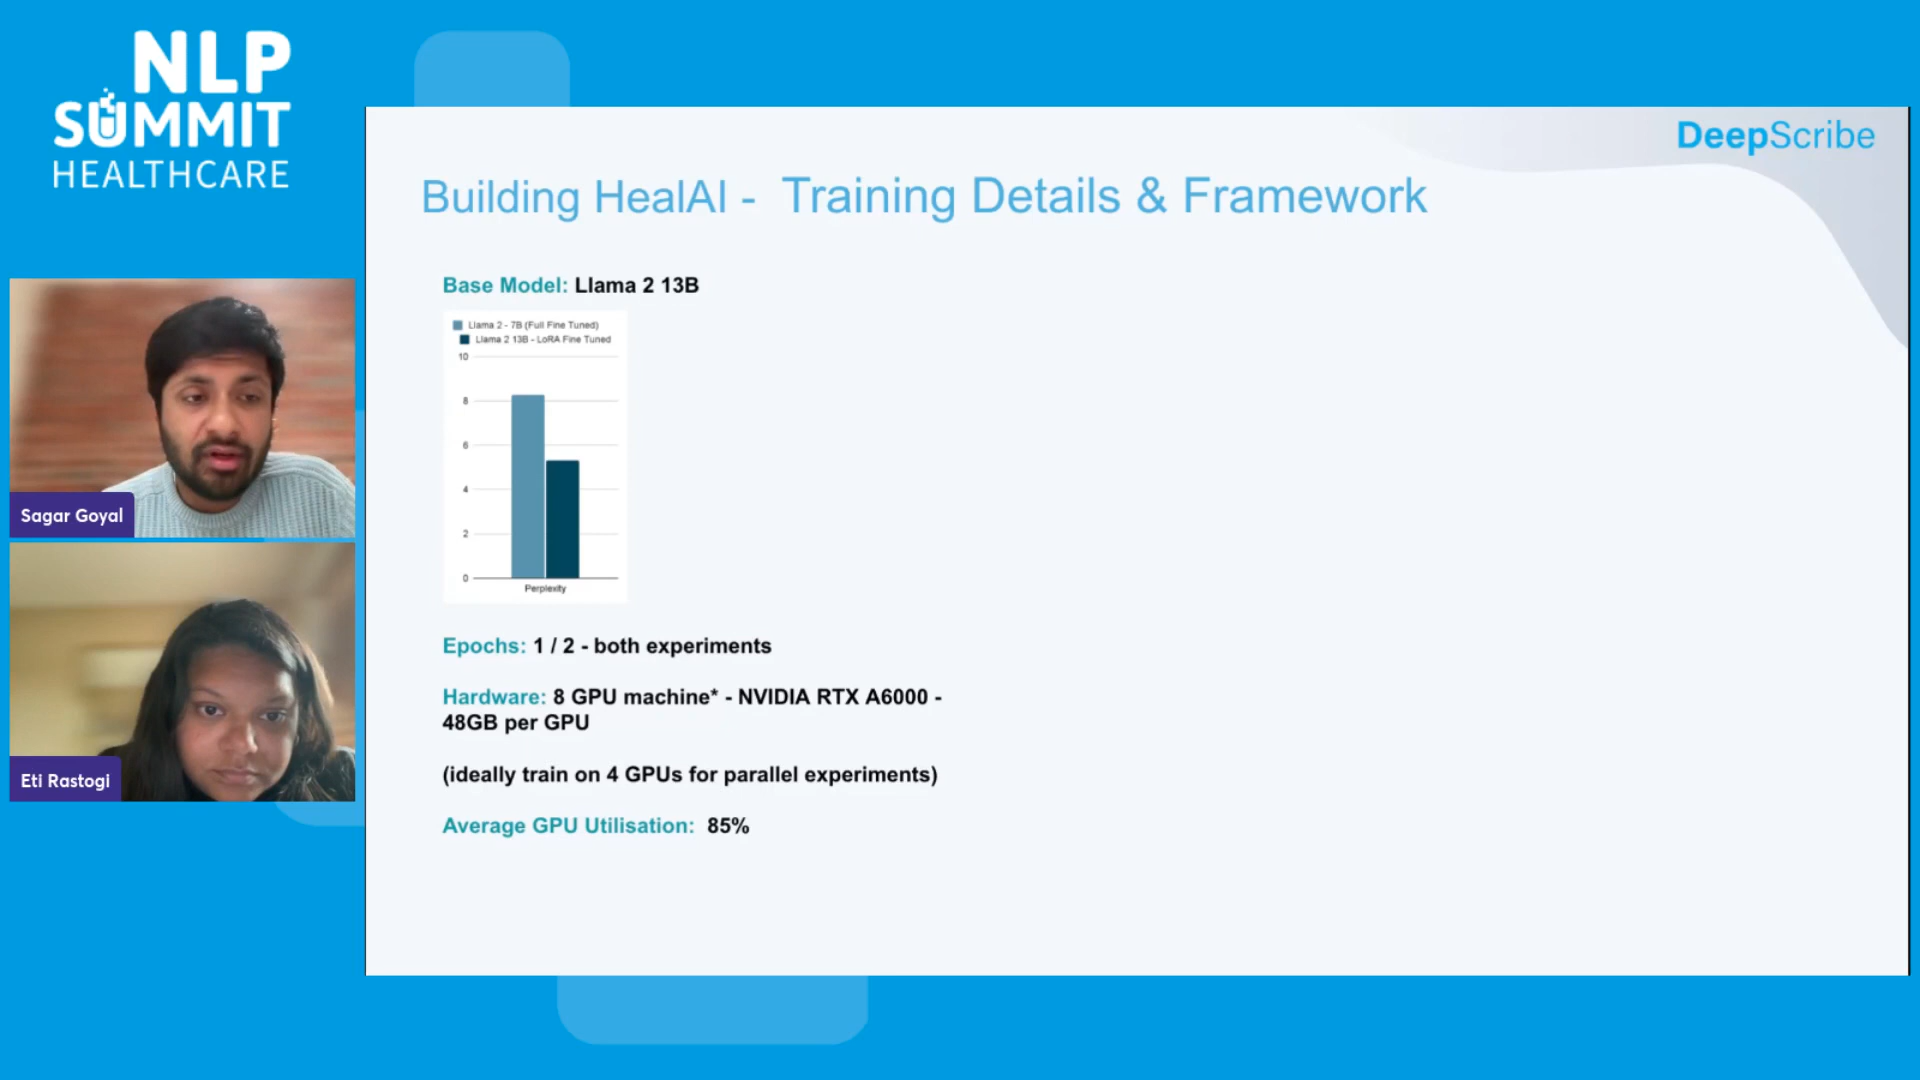 NLP
SUMMIT
HEALTHCARE
DeepScribe
Building HealAI - Training Details & Framework
Base Model: Llama 2 13B
Llama 2 - 7B (Full Fine Tuned)
Llama 2 13B - LoRA Fine Tuned
10
8
6
4
2
0
Perplexity
Epochs: 1 / 2 - both experiments
Hardware: 8 GPU machine* - NVIDIA RTX A6000 -
48GB per GPU
(ideally train on 4 GPUs for parallel experiments)
Average GPU Utilisation: 85%
Sagar Goyal
Eti Rastogi